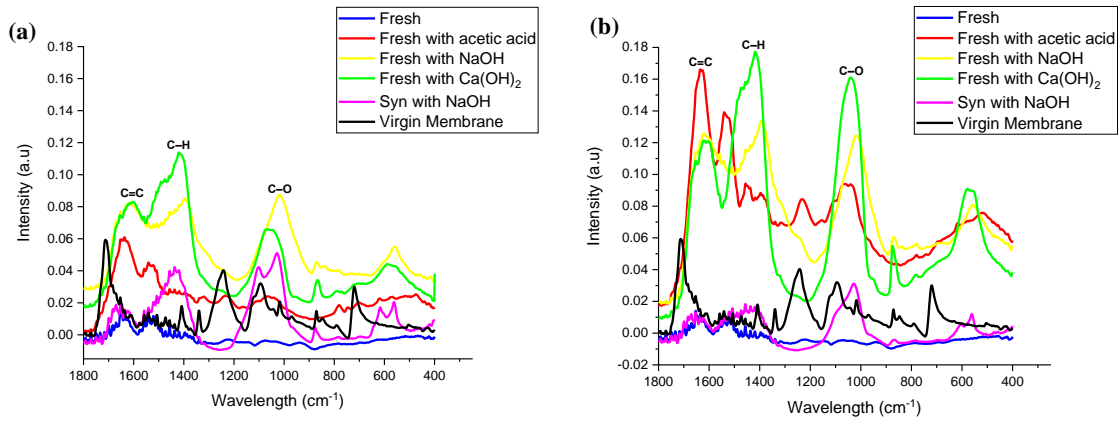 (a)
Fresh
Fresh with acetic acid
Fresh with NaOH
Fresh with Ca(OH)2
Syn with NaOH
Virgin Membrane
C=C
C–H
C–O
0.18
0.16
0.14
0.12
0.10
0.08
0.06
0.04
0.02
0.00
Intensity (a.u)
1800 1600 1400 1200 1000 800 600 400
Wavelength (cm-1)
(b)
Fresh
Fresh with acetic acid
Fresh with NaOH
Fresh with Ca(OH)2
Syn with NaOH
Virgin Membrane
C=C
C–H
C–O
0.18
0.16
0.14
0.12
0.10
0.08
0.06
0.04
0.02
0.00
-0.02
Intensity (a.u)
1800 1600 1400 1200 1000 800 600 400
Wavelength (cm-1)